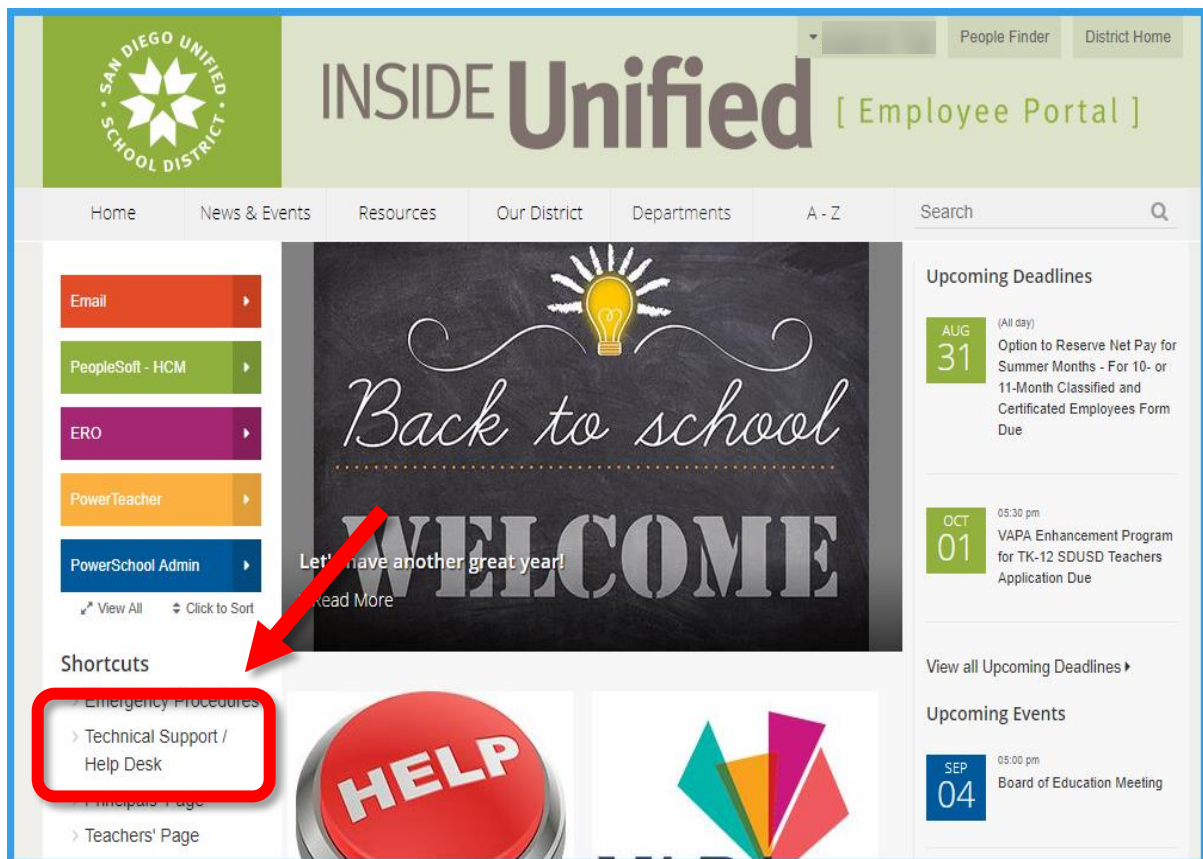 SAN DIEGO UNIFIED
SCHOOL DISTRICT
INSIDE Unified [ Employee Portal ]
People Finder
District Home
Home
News & Events
Resources
Our District
Departments
A - Z
Search
Email
PeopleSoft - HCM
ERO
PowerTeacher
PowerSchool Admin
View All
Click to Sort
Shortcuts
Emergency Procedures
Technical Support /
Help Desk
Principals' Page
Teachers' Page
Back to school
WELCOME
Let's have another great year!
Read More
HELP
Upcoming Deadlines
AUG
31
(All day)
Option to Reserve Net Pay for
Summer Months - For 10- or
11-Month Classified and
Certificated Employees Form
Due
OCT
01
05:30 pm
VAPA Enhancement Program
for TK-12 SDUSD Teachers
Application Due
View all Upcoming Deadlines
Upcoming Events
SEP
04
05:00 pm
Board of Education Meeting